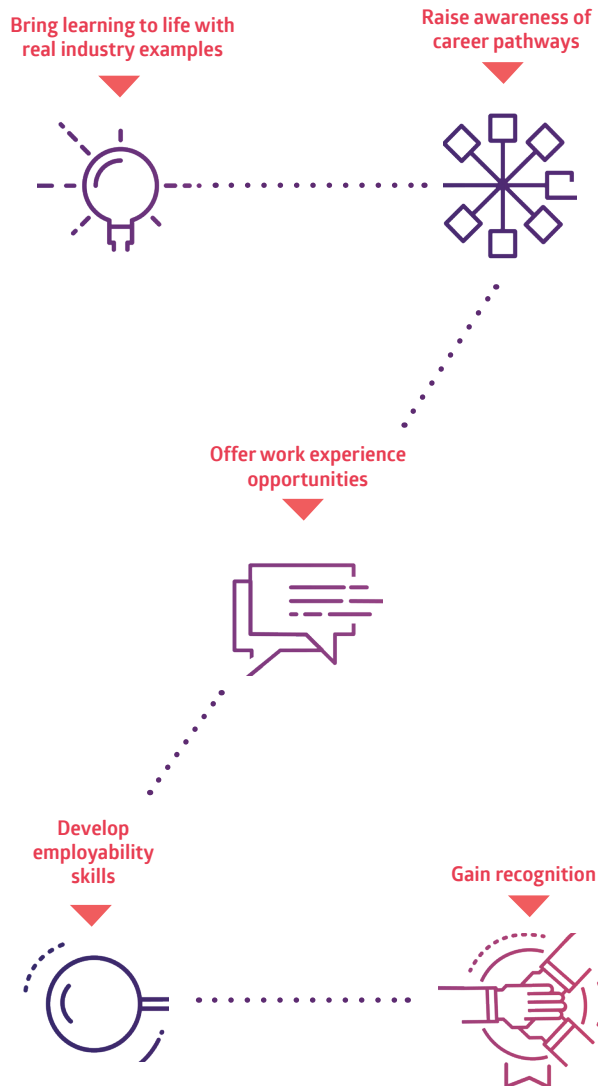 Bring learning to life with
real industry examples
Raise awareness of
career pathways
Offer work experience
opportunities
Develop
employability
skills
Gain recognition